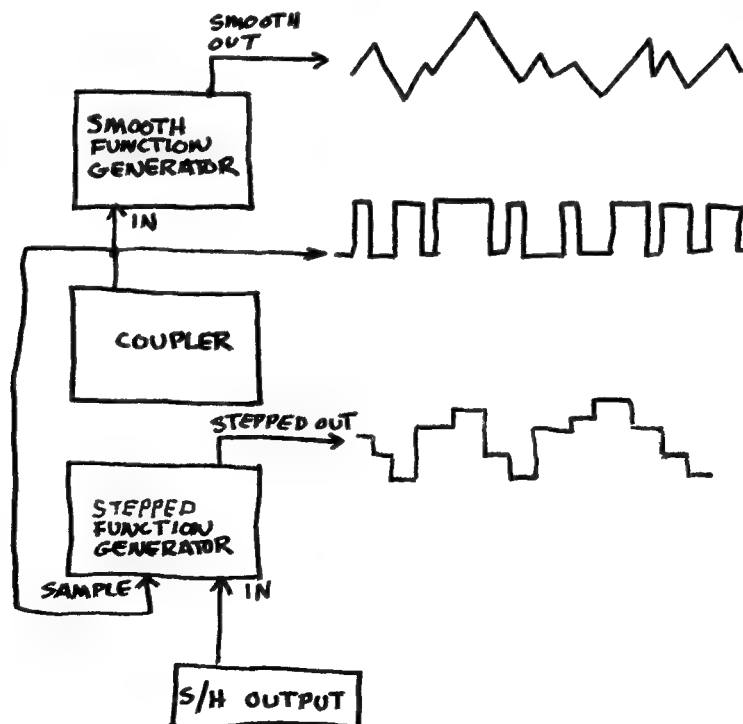 SMOOTH
OUT
SMOOTH
FUNCTION
GENERATOR
IN
COUPLER
STEPPED OUT
STEPPED
FUNCTION
GENERATOR
SAMPLE
IN
S/H OUTPUT